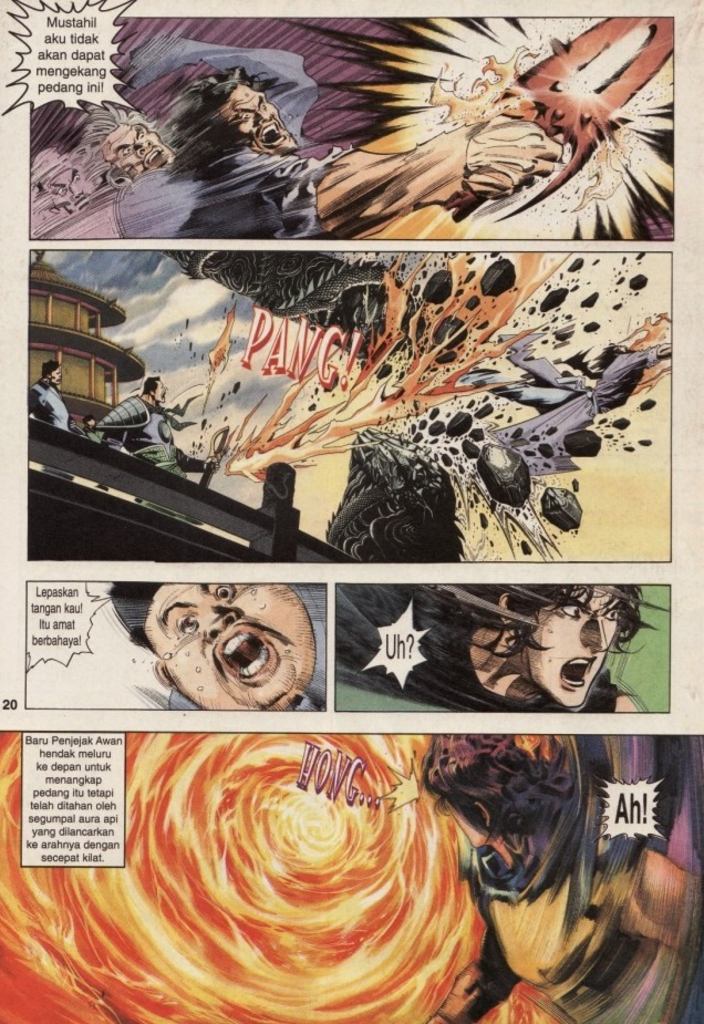 Mustahil
aku tidak
akan dapat
mengekang
pedang ini!
PANG!
Lepaskan
tangan kau!
Itu amat
berbahaya!
Uh?
20
Baru Penjejak Awan
hendak meluru
ke depan untuk
menangkap
pedang itu tetapi
telah ditahan oleh
segumpal aura api
yang dilancarkan
ke arahnya dengan
secepat kilat.
HONG...
Ah!